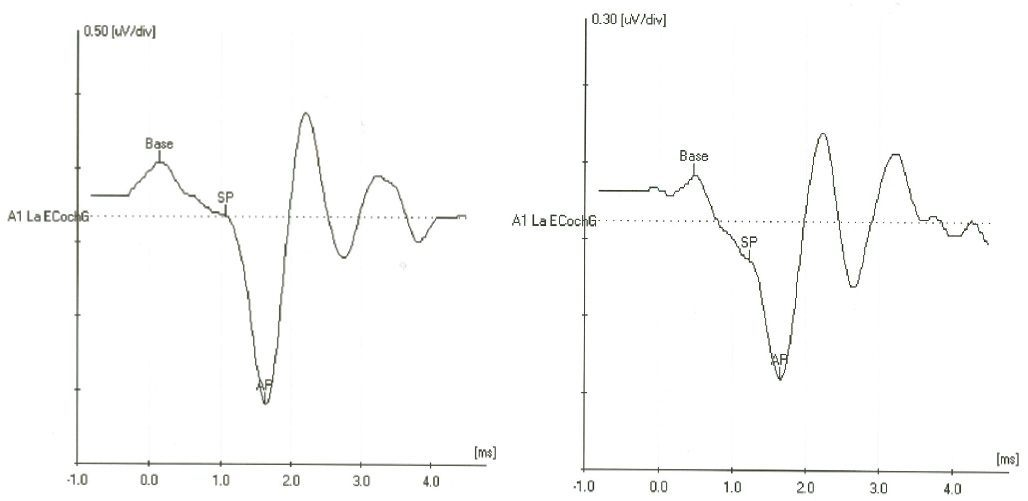 0.50 [uV/div]
Base
SP
A1 La ECochG
AP
[ms]
-1.0 0.0 1.0 2.0 3.0 4.0
0.30 [uV/div]
Base
SP
A1 La ECochG
AP
[ms]
-1.0 0.0 1.0 2.0 3.0 4.0